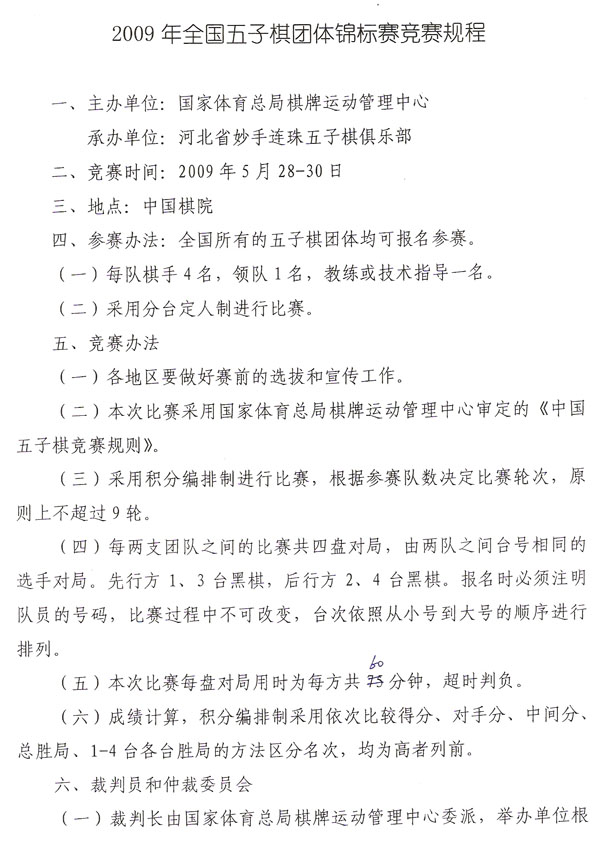 2009 年全国五子棋团体锦标赛竞赛规程
一、主办单位：国家体育总局棋牌运动管理中心
承办单位：河北省妙手连珠五子棋俱乐部
二、竞赛时间：2009 年 5 月 28-30 日
三、地点：中国棋院
四、参赛办法：全国所有的五子棋团体均可报名参赛。
（一）每队棋手 4 名，领队 1 名，教练或技术指导一名。
（二）采用分台定人制进行比赛。
五、竞赛办法
（一）各地区要做好赛前的选拔和宣传工作。
（二）本次比赛采用国家体育总局棋牌运动管理中心审定的《中国
五子棋竞赛规则》。
（三）采用积分编排制进行比赛，根据参赛队数决定比赛轮次，原
则上不超过 9 轮。
（四）每两支团队之间的比赛共四盘对局，由两队之间台号相同的
选手对局。先行方 1、3 台黑棋，后行方 2、4 台黑棋。报名时必须注明
队员的号码，比赛过程中不可改变，台次依照从小号到大号的顺序进行
排列。
60
（五）本次比赛每盘对局用时为每方共 75 分钟，超时判负。
（六）成绩计算，积分编排制采用依次比较得分、对手分、中间分、
总胜局、1-4 台各台胜局的方法区分名次，均为高者列前。
六、裁判员和仲裁委员会
（一）裁判长由国家体育总局棋牌运动管理中心委派，举办单位根